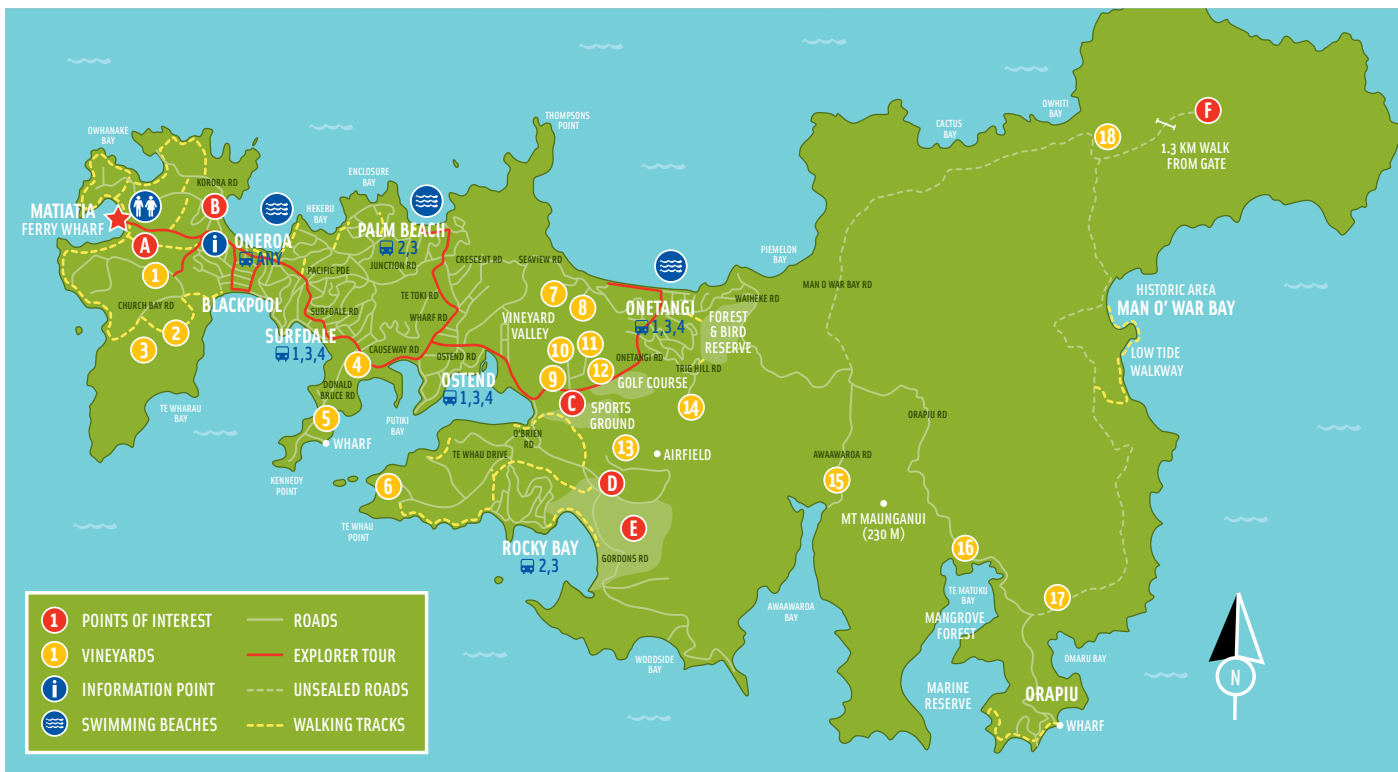 THOMPSONS
POINT
OWHANAKE
BAY
CACTUS
BAY
OWHITI
BAY
F
18
1.3 KM WALK
FROM GATE
ENCLOSURE
BAY
KORORA RD
B
HEKERU
BAY
MATIATIA
FERRY WHARF
A
i
ONEROA
ANY
PALM BEACH
2,3
JUNCTION RD
PACIFIC PDE
CRESCENT RD
SEAVIEW RD
PIEMELON
BAY
1
CHURCH BAY RD
BLACKPOOL
2
3
TE TOKI RD
WHARF RD
SURFDALE RD
SURFDALE
1,3,4
CAUSEWAY RD
4
7
8
VINEYARD
VALLEY
10
11
9
12
ONETANGI
1,3,4
ONETANGI RD
WAIHEKE RD
FOREST
& BIRD
RESERVE
TRIG HILL RD
GOLF COURSE
MAN O WAR BAY RD
HISTORIC AREA
MAN O' WAR BAY
LOW TIDE
WALKWAY
OSTEND RD
OSTEND
1,3,4
DONALD
BRUCE RD
5
WHARF
TE WHARAU
BAY
PUTIKI
BAY
KENNEDY
POINT
C
SPORTS
GROUND
14
13
AIRFIELD
O'BRIEN
RD
TE WHAU DRIVE
6
TE WHAU
POINT
D
E
ROCKY BAY
2,3
GORDONS RD
ORAPIU RD
AWAAWAROA RD
15
MT MAUNGANUI
(230 M)
16
TE MATUKU
BAY
MANGROVE
FOREST
17
AWAAWAROA
BAY
WOODSIDE
BAY
OMARU BAY
MARINE
RESERVE
ORAPIU
WHARF
N
1 POINTS OF INTEREST
1 VINEYARDS
i INFORMATION POINT
SWIMMING BEACHES
ROADS
EXPLORER TOUR
UNSEALED ROADS
WALKING TRACKS